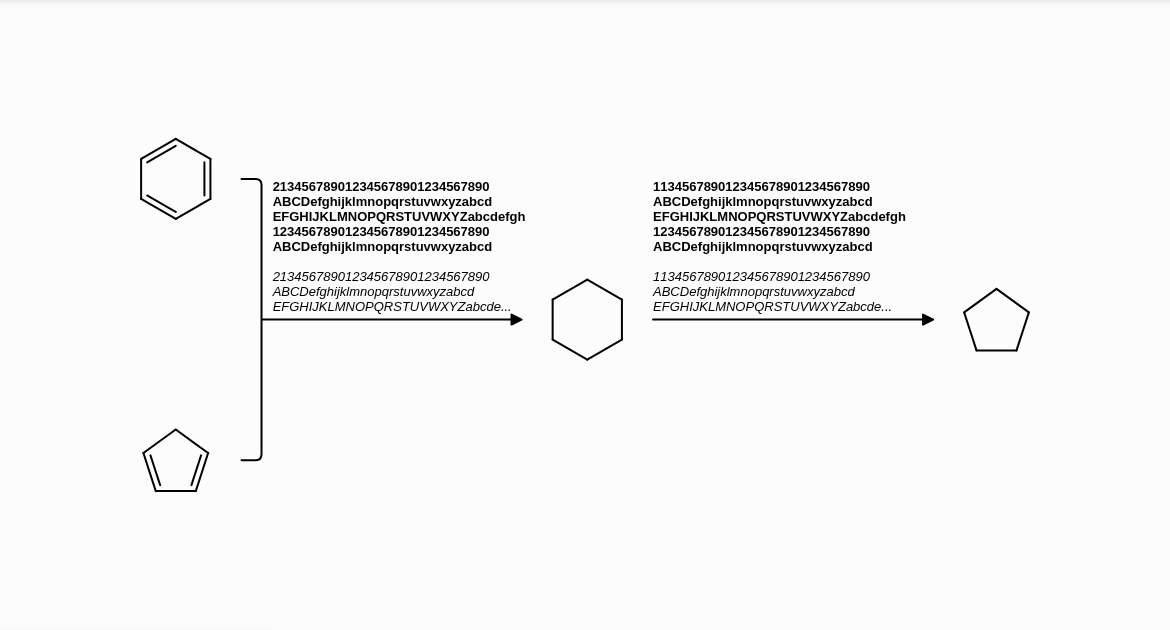 213456789012345678901234567890
ABCDefghijklmnopqrstuvwxyzabcd
EFGHIJKLMNOPQRSTUVWXYZabcdefgh
123456789012345678901234567890
ABCDefghijklmnopqrstuvwxyzabcd
213456789012345678901234567890
ABCDefghijklmnopqrstuvwxyzabcd
EFGHIJKLMNOPQRSTUVWXYZabcde...
113456789012345678901234567890
ABCDefghijklmnopqrstuvwxyzabcd
EFGHIJKLMNOPQRSTUVWXYZabcdefgh
123456789012345678901234567890
ABCDefghijklmnopqrstuvwxyzabcd
113456789012345678901234567890
ABCDefghijklmnopqrstuvwxyzabcd
EFGHIJKLMNOPQRSTUVWXYZabcde...